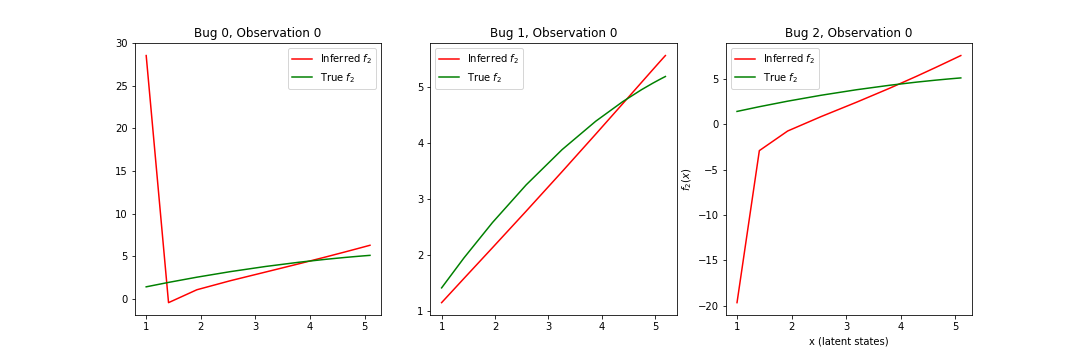 Bug 0, Observation 0
Inferred f₂
True f₂
30
25
20
15
10
5
0
1 2 3 4 5
Bug 1, Observation 0
Inferred f₂
True f₂
5
4
3
2
1
1 2 3 4 5
Bug 2, Observation 0
Inferred f₂
True f₂
f₂(x)
5
0
−5
−10
−15
−20
1 2 3 4 5
x (latent states)